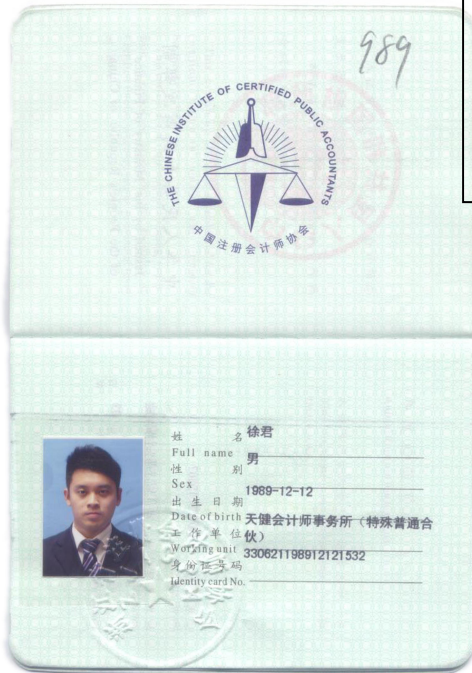 989
THE CHINESE INSTITUTE OF CERTIFIED PUBLIC ACCOUNTANTS
中国注册会计师协会
姓 名 徐君
Full name
性 别 男
Sex
出生日期 1989-12-12
Date of birth
工作单位 天健会计师事务所（特殊普通合
伙）
Working unit
身份证号码 330621198912121532
Identity card No.